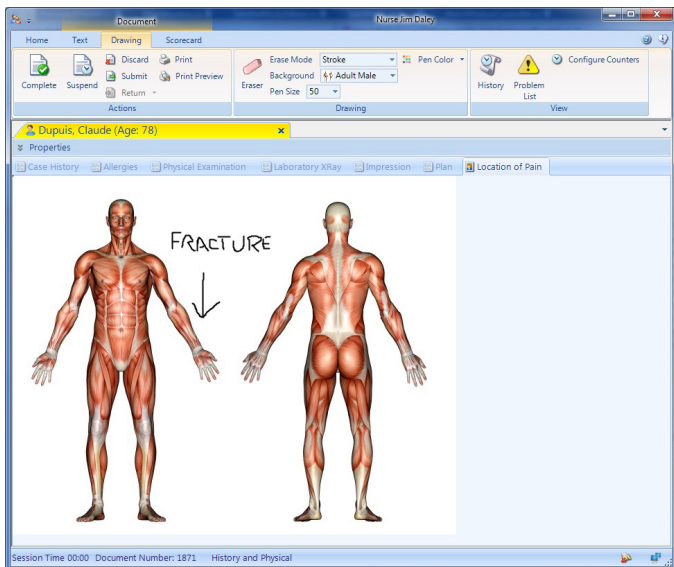 Document
Nurse Jim Daley
Home Text Drawing Scorecard
Complete
Suspend
Discard
Submit
Return
Print
Print Preview
Actions
Eraser
Erase Mode Stroke
Background Adult Male
Pen Size 50
Pen Color
Drawing
History
Problem
List
Configure Counters
View
Dupuis, Claude (Age: 78)
Properties
Case History Allergies Physical Examination Laboratory XRay Impression Plan Location of Pain
FRACTURE
Session Time 00:00 Document Number: 1871 History and Physical